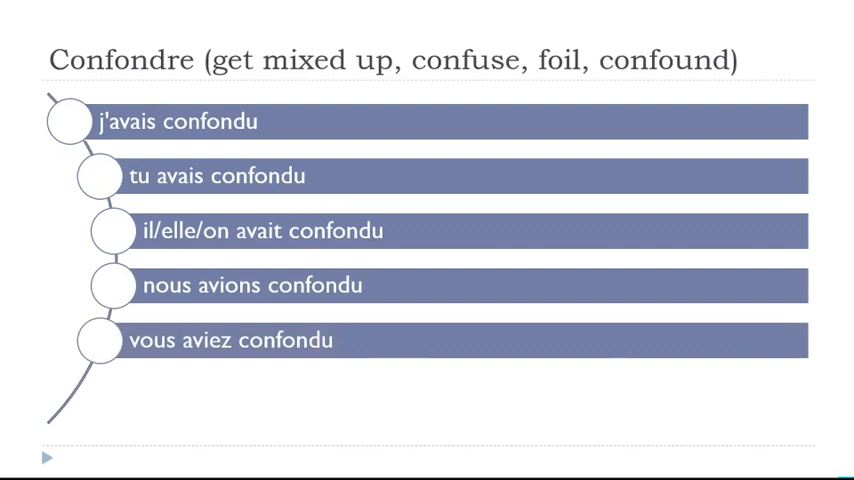 Confondre (get mixed up, confuse, foil, confound)
j'avais confondu
tu avais confondu
il/elle/on avait confondu
nous avions confondu
vous aviez confondu